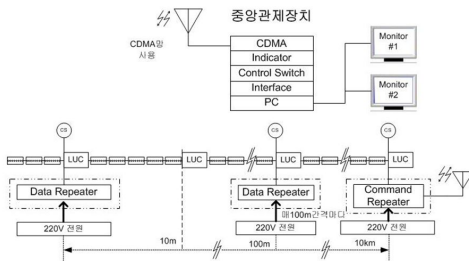 중앙관제장치
CDMA망
사용
CDMA
Indicator
Control Switch
Interface
PC
Monitor
#1
Monitor
#2
CS
CS
CS
LUC
LUC
LUC
LUC
Data Repeater
Data Repeater
Command
Repeater
매100m간격마다
220V 전원
220V 전원
220V 전원
10m
100m
10km